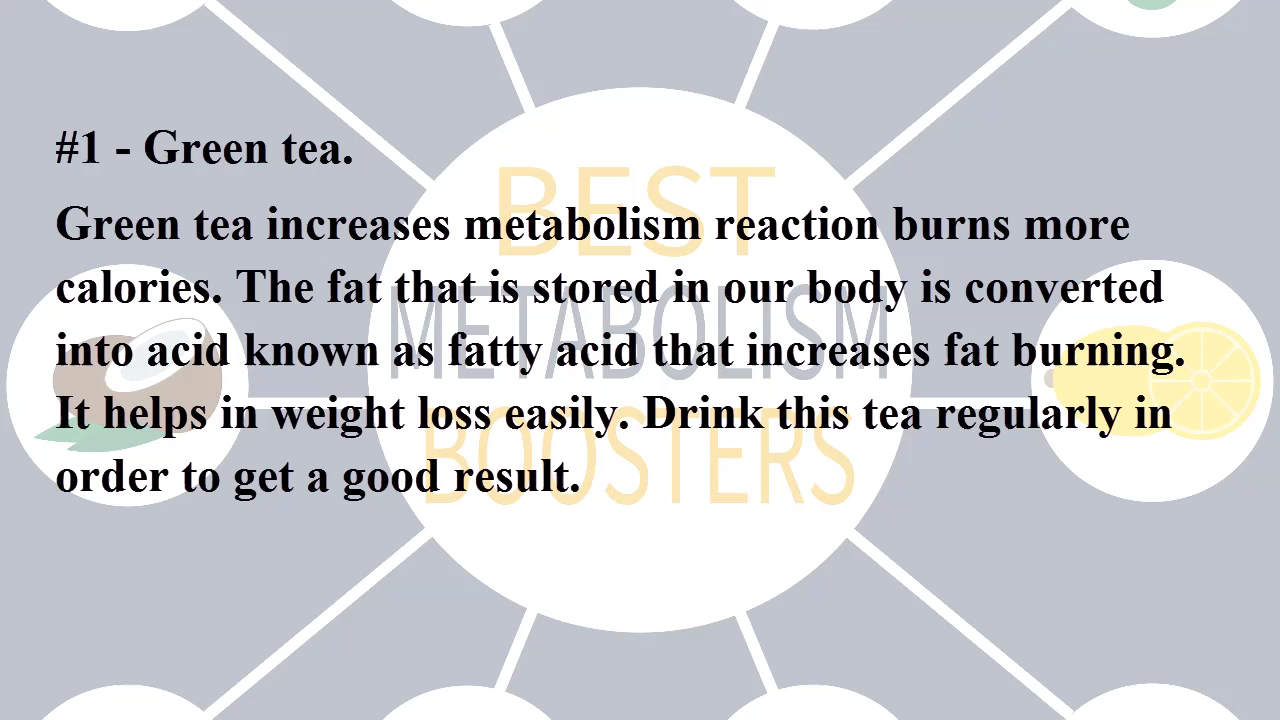 #1 - Green tea.
Green tea increases metabolism reaction burns more
calories. The fat that is stored in our body is converted
into acid known as fatty acid that increases fat burning.
It helps in weight loss easily. Drink this tea regularly in
order to get a good result.
BEST
METABOLISM
BOOSTERS